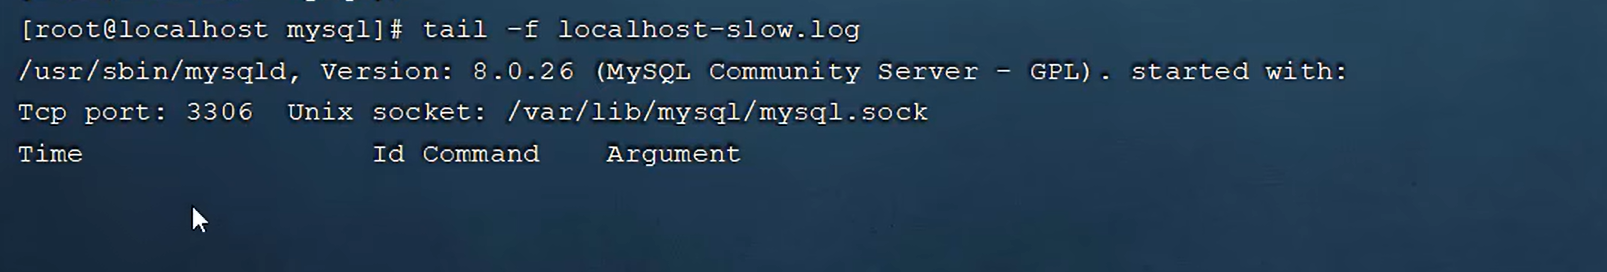 [root@localhost mysql]# tail -f localhost-slow.log
/usr/sbin/mysqld, Version: 8.0.26 (MySQL Community Server - GPL). started with:
Tcp port: 3306  Unix socket: /var/lib/mysql/mysql.sock
Time                 Id Command    Argument